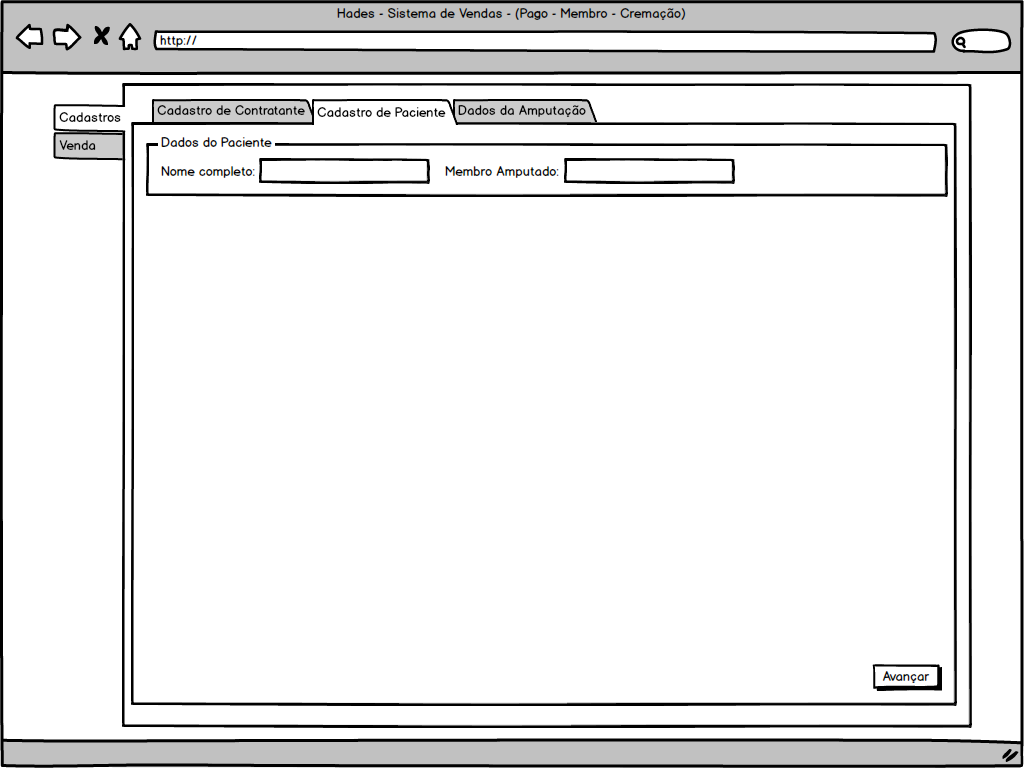 Hades - Sistema de Vendas - (Pago - Membro - Cremação)
http://
Cadastros
Venda
Cadastro de Contratante
Cadastro de Paciente
Dados da Amputação
Dados do Paciente
Nome completo:
Membro Amputado:
Avançar